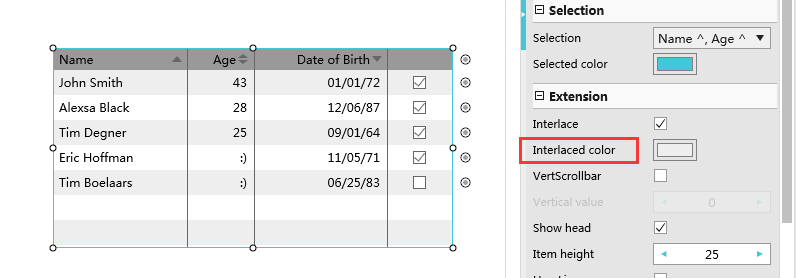 Name Age Date of Birth
John Smith 43 01/01/72
Alexsa Black 28 12/06/87
Tim Degner 25 09/01/64
Eric Hoffman :) 11/05/71
Tim Boelaars :) 06/25/83
Selection
Selection Name ^, Age ^
Selected color
Extension
Interlace
Interlaced color
VertScrollbar
Vertical value 0
Show head
Item height 25